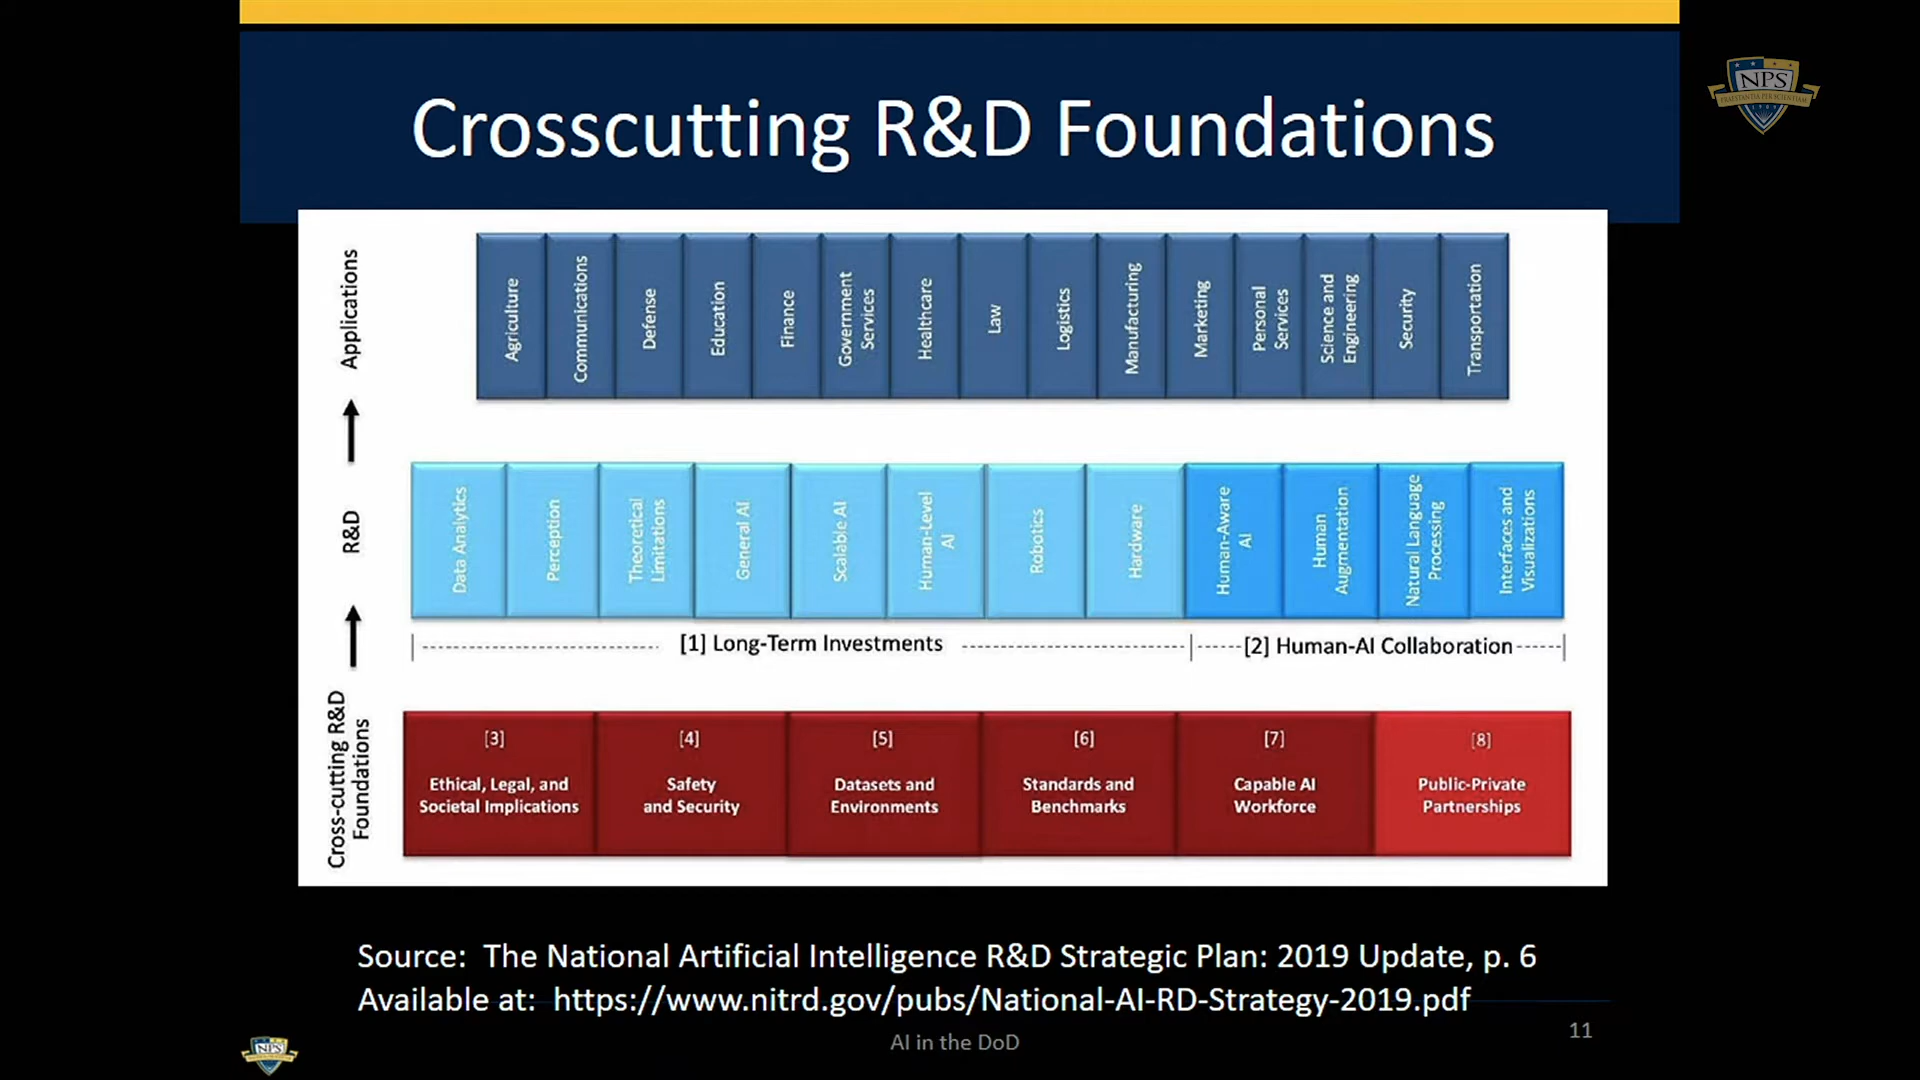 Crosscutting R&D Foundations
NPS
PRAESTANTIA PER SCIENTIAM
1909
Applications
Agriculture
Communications
Defense
Education
Finance
Government
Services
Healthcare
Law
Logistics
Manufacturing
Marketing
Personal
Services
Science and
Engineering
Security
Transportation
R&D
Data Analytics
Perception
Theoretical
Limitations
General AI
Scalable AI
Human-Level
AI
Robotics
Hardware
Human-Aware
AI
Human
Augmentation
Natural Language
Processing
Interfaces and
Visualizations
[1] Long-Term Investments
[2] Human-AI Collaboration
Cross-cutting R&D
Foundations
[3]
Ethical, Legal, and
Societal Implications
[4]
Safety
and Security
[5]
Datasets and
Environments
[6]
Standards and
Benchmarks
[7]
Capable AI
Workforce
[8]
Public-Private
Partnerships
Source: The National Artificial Intelligence R&D Strategic Plan: 2019 Update, p. 6
Available at: https://www.nitrd.gov/pubs/National-AI-RD-Strategy-2019.pdf
NPS
AI in the DoD
11